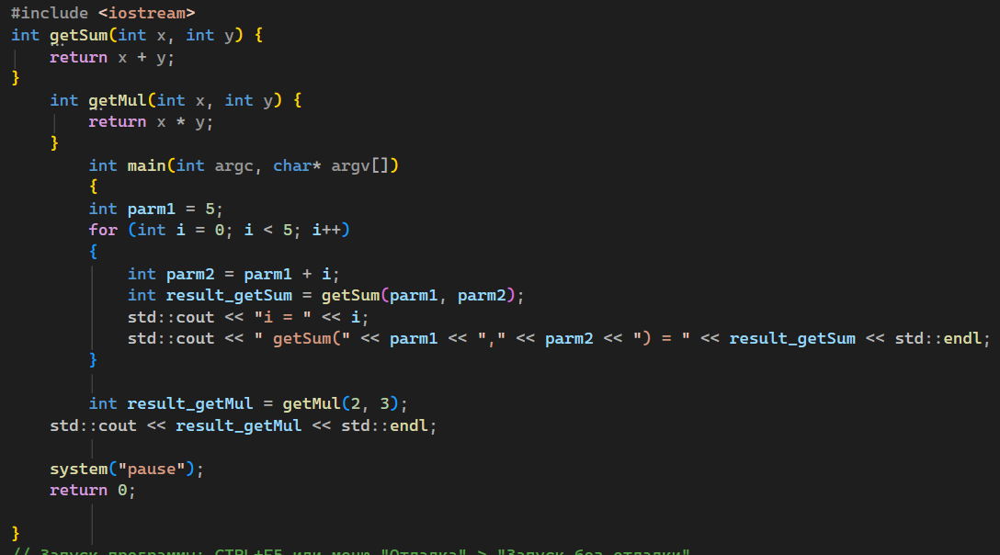 #include <iostream>
int getSum(int x, int y) {
    return x + y;
}
    int getMul(int x, int y) {
        return x * y;
    }
        int main(int argc, char* argv[])
        {
        int parm1 = 5;
        for (int i = 0; i < 5; i++)
        {
            int parm2 = parm1 + i;
            int result_getSum = getSum(parm1, parm2);
            std::cout << "i = " << i;
            std::cout << " getSum(" << parm1 << "," << parm2 << ") = " << result_getSum << std::endl;
        }
        int result_getMul = getMul(2, 3);
    std::cout << result_getMul << std::endl;
    system("pause");
    return 0;
}
// Запуск программы: CTRL+F5 или меню "Отладка" > "Запуск без отладки"